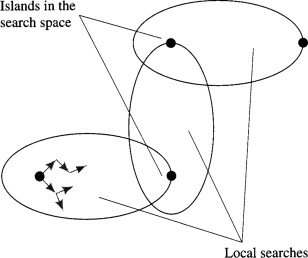 Islands in the
search space
Local searches